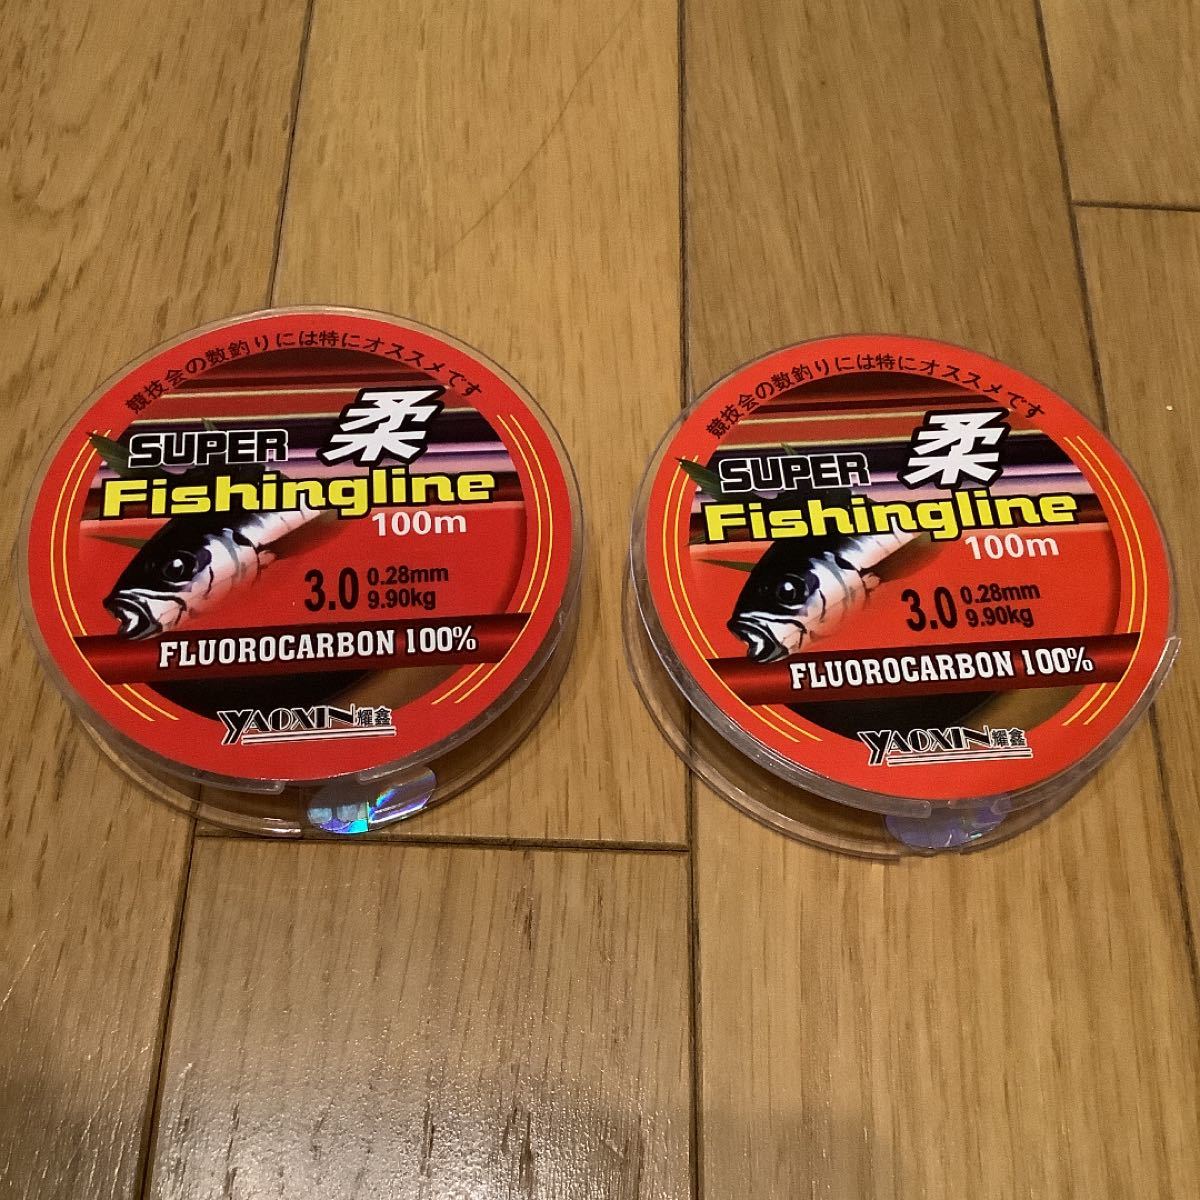 競技会の数釣りには特にオススメです
SUPER 柔
Fishingline
100m
3.0 0.28mm
9.90kg
FLUOROCARBON 100%
YAOXIN 耀鑫
競技会の数釣りには特にオススメです
SUPER 柔
Fishingline
100m
3.0 0.28mm
9.90kg
FLUOROCARBON 100%
YAOXIN 耀鑫